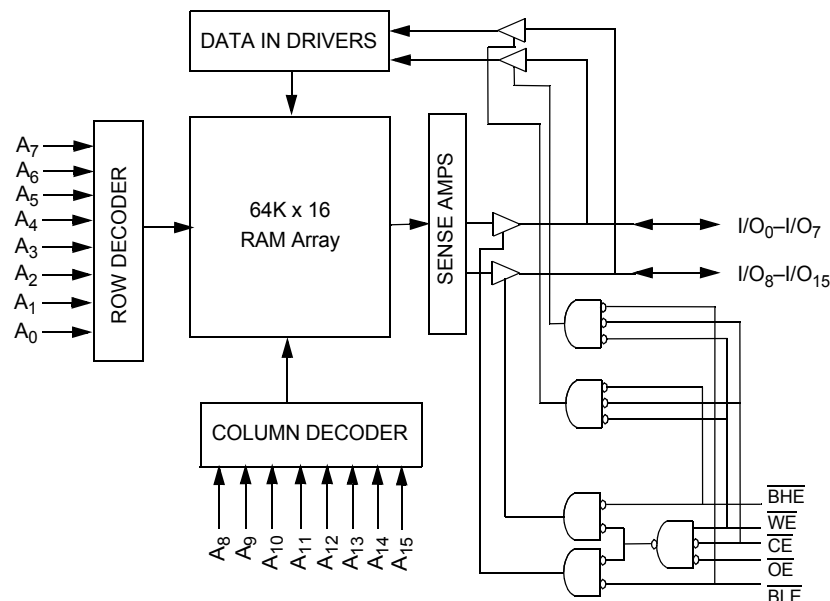 DATA IN DRIVERS
A7
A6
A5
A4
A3
A2
A1
A0
ROW DECODER
64K x 16
RAM Array
SENSE AMPS
I/O0–I/O7
I/O8–I/O15
COLUMN DECODER
A8
A9
A10
A11
A12
A13
A14
A15
BHE
WE
CE
OE
BLE